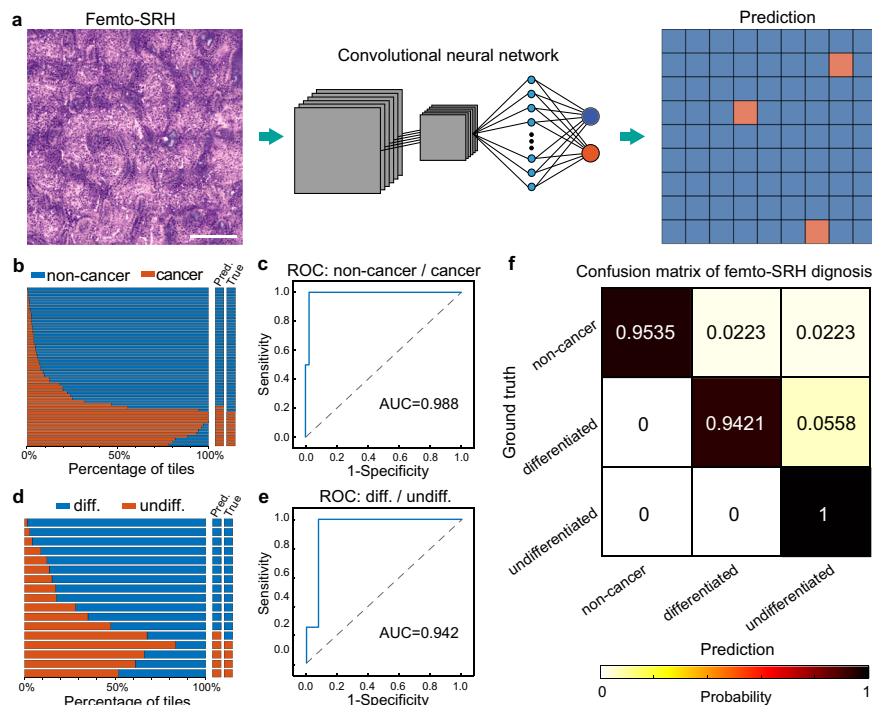 a
Femto-SRH
Convolutional neural network
Prediction
b
non-cancer
cancer
Pred.
True
0%
50%
100%
Percentage of tiles
c
ROC: non-cancer / cancer
Sensitivity
1.0
0.8
0.6
0.4
0.2
0.0
AUC=0.988
0.0 0.2 0.4 0.6 0.8 1.0
1-Specificity
d
diff.
undiff.
Pred.
True
0%
50%
100%
Percentage of tiles
e
ROC: diff. / undiff.
Sensitivity
1.0
0.8
0.6
0.4
0.2
0.0
AUC=0.942
0.0 0.2 0.4 0.6 0.8 1.0
1-Specificity
f
Confusion matrix of femto-SRH dignosis
Ground truth
non-cancer
0.9535 0.0223 0.0223
differentiated
0 0.9421 0.0558
undifferentiated
0 0 1
non-cancer
differentiated
undifferentiated
Prediction
0
Probability
1